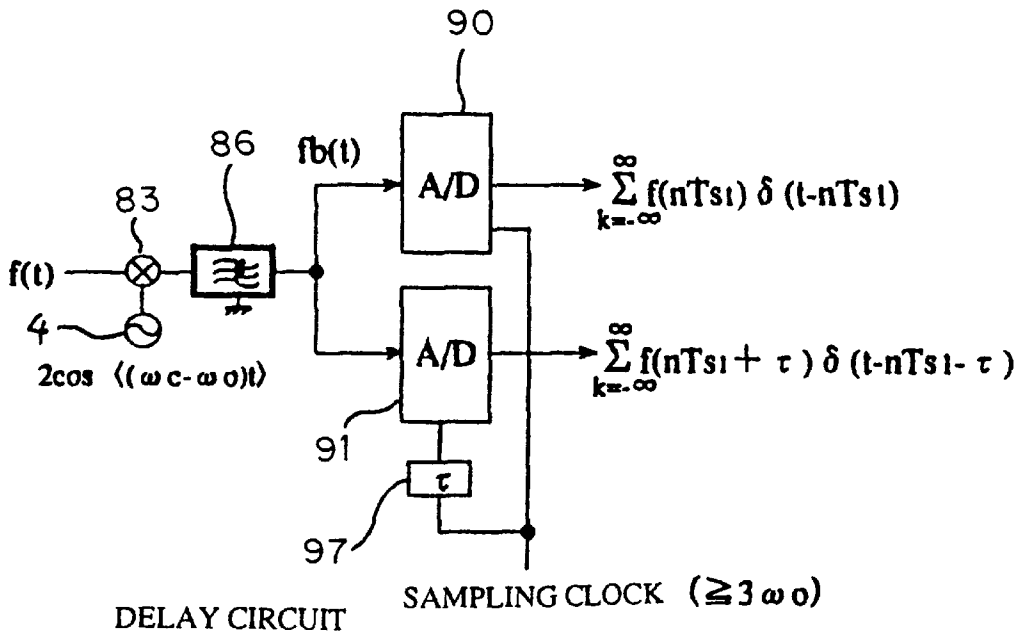 90
86
fb(t)
83
A/D
∞
Σ f(nTs1) δ (t-nTs1)
k=-∞
f(t)
4
2cos ⟨(ωc-ωo)t⟩
A/D
∞
Σ f(nTs1+ τ ) δ (t-nTs1- τ )
k=-∞
91
τ
97
SAMPLING CLOCK (≧3ωo)
DELAY CIRCUIT